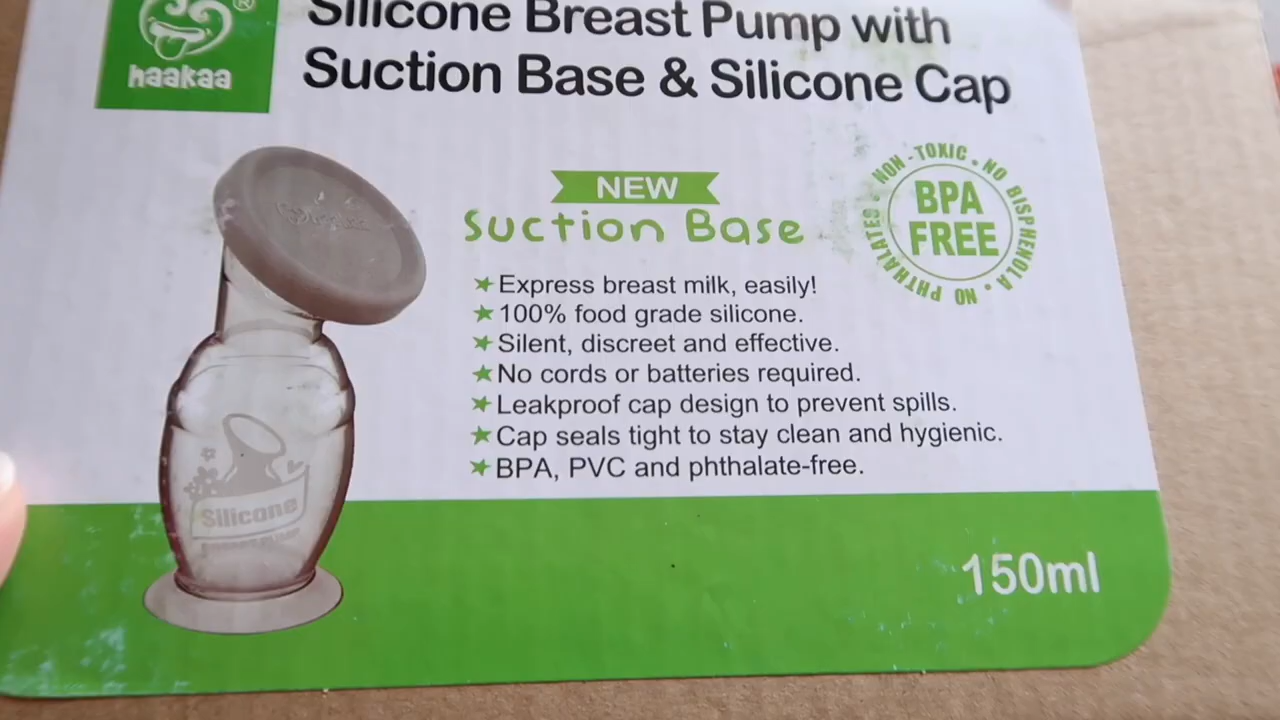 haakaa
®
Silicone Breast Pump with
Suction Base & Silicone Cap
NEW
Suction Base
NON-TOXIC • NO BISPHENOL A • NO PHTHALATES •
BPA
FREE
Express breast milk, easily!
100% food grade silicone.
Silent, discreet and effective.
No cords or batteries required.
Leakproof cap design to prevent spills.
Cap seals tight to stay clean and hygienic.
BPA, PVC and phthalate-free.
Silicone
150ml